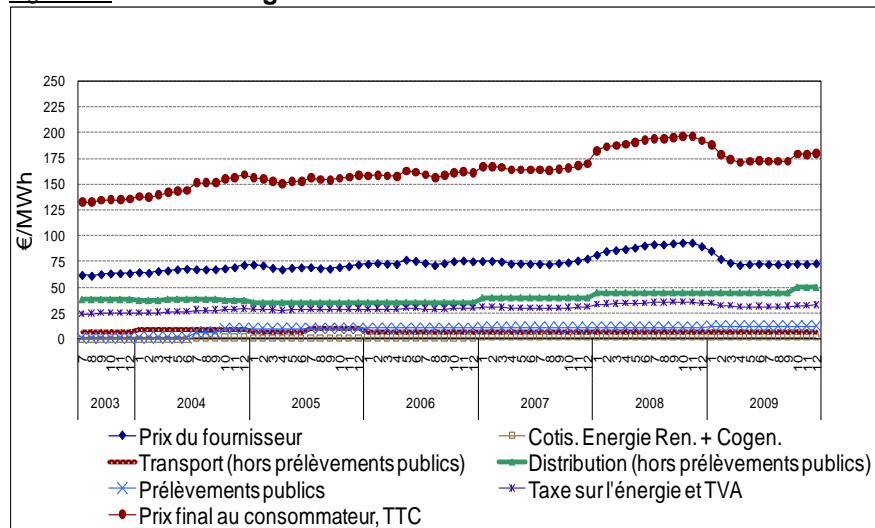 €/MWh
250
225
200
175
150
125
100
75
50
25
0
7 8 9 10 11 12 1 2 3 4 5 6 7 8 9 10 11 12 1 2 3 4 5 6 7 8 9 10 11 12 1 2 3 4 5 6 7 8 9 10 11 12 1 2 3 4 5 6 7 8 9 10 11 12 1 2 3 4 5 6 7 8 9 10 11 12 1 2 3 4 5 6 7 8 9 10 11 12
2003 2004 2005 2006 2007 2008 2009
Prix du fournisseur Cotis. Energie Ren. + Cogen.
Transport (hors prélèvements publics) Distribution (hors prélèvements publics)
Prélèvements publics Taxe sur l'énergie et TVA
Prix final au consommateur, TTC